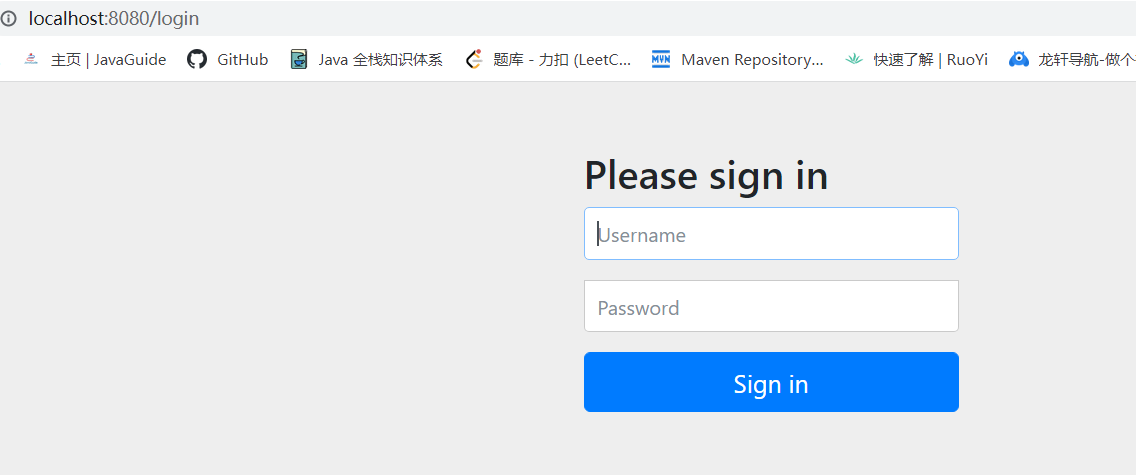 localhost:8080/login
主页 | JavaGuide GitHub Java 全栈知识体系 题库 - 力扣 (LeetC... MVN Maven Repository... 快速了解 | RuoYi 龙轩导航-做个
Please sign in
Username
Password
Sign in